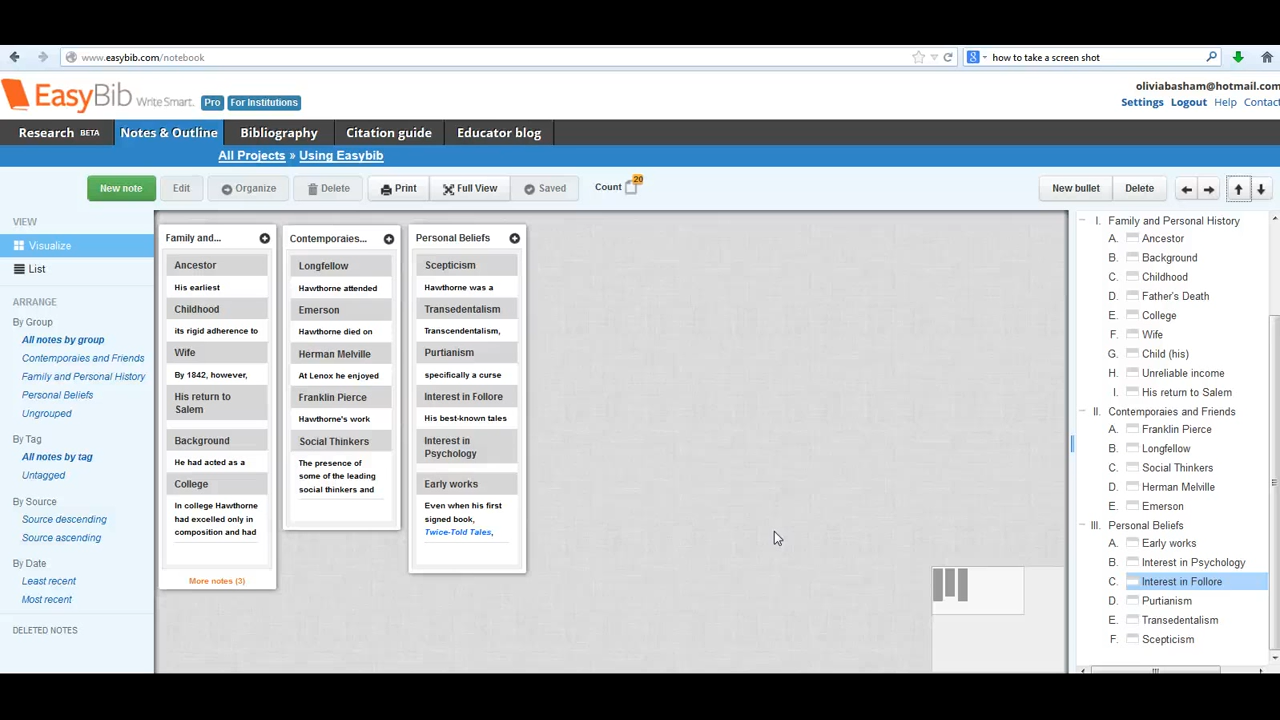 www.easybib.com/notebook
how to take a screen shot
EasyBib WriteSmart. Pro For Institutions
oliviabasham@hotmail.com
Settings Logout Help Contac
Research BETA Notes & Outline Bibliography Citation guide Educator blog
All Projects » Using Easybib
New note Edit Organize Delete Print Full View Saved Count 20 New bullet Delete
VIEW
Visualize
List
ARRANGE
By Group
All notes by group
Contemporaies and Friends
Family and Personal History
Personal Beliefs
Ungrouped
By Tag
All notes by tag
Untagged
By Source
Source descending
Source ascending
By Date
Least recent
Most recent
DELETED NOTES
Family and...
Ancestor
His earliest
Childhood
its rigid adherence to
Wife
By 1842, however,
His return to
Salem
Background
He had acted as a
College
In college Hawthorne
had excelled only in
composition and had
More notes (3)
Contemporaies...
Longfellow
Hawthorne attended
Emerson
Hawthorne died on
Herman Melville
At Lenox he enjoyed
Franklin Pierce
Hawthorne's work
Social Thinkers
The presence of
some of the leading
social thinkers and
Personal Beliefs
Scepticism
Hawthorne was a
Transedentalism
Transcendentalism,
Purtianism
specifically a curse
Interest in Follore
His best-known tales
Interest in
Psychology
Early works
Even when his first
signed book,
Twice-Told Tales,
I. Family and Personal History
A. Ancestor
B. Background
C. Childhood
D. Father's Death
E. College
F. Wife
G. Child (his)
H. Unreliable income
I. His return to Salem
II. Contemporaies and Friends
A. Franklin Pierce
B. Longfellow
C. Social Thinkers
D. Herman Melville
E. Emerson
III. Personal Beliefs
A. Early works
B. Interest in Psychology
C. Interest in Follore
D. Purtianism
E. Transedentalism
F. Scepticism